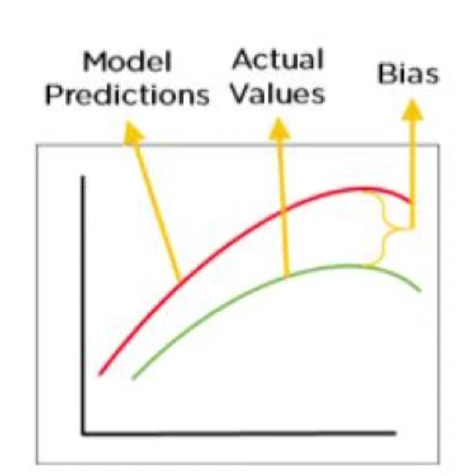 Model
Predictions
Actual
Values
Bias